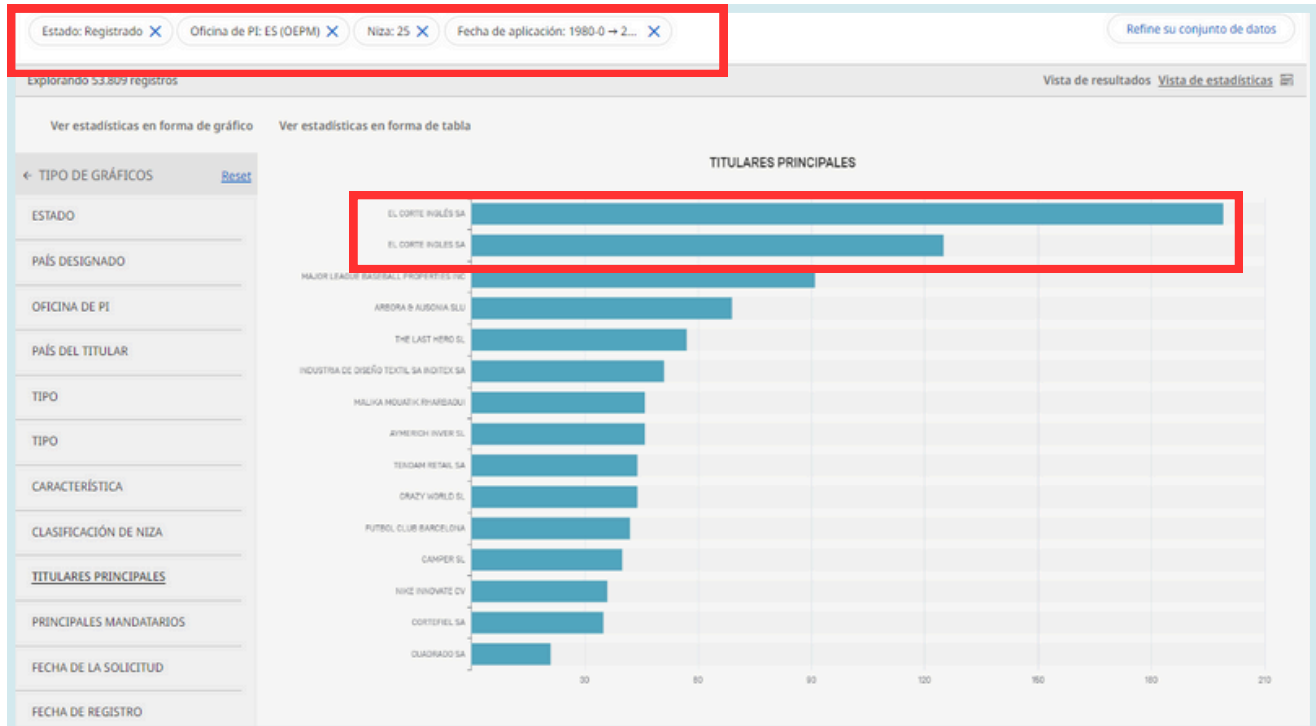 Estado: Registrado X Oficina de PI: ES (OEPM) X Niza: 25 X Fecha de aplicación: 1980-0 → 2... X
Refine su conjunto de datos
Explorando 53.809 registros
Vista de resultados Vista de estadísticas
Ver estadísticas en forma de gráfico Ver estadísticas en forma de tabla
← TIPO DE GRÁFICOS Reset
ESTADO
PAÍS DESIGNADO
OFICINA DE PI
PAÍS DEL TITULAR
TIPO
TIPO
CARACTERÍSTICA
CLASIFICACIÓN DE NIZA
TITULARES PRINCIPALES
PRINCIPALES MANDATARIOS
FECHA DE LA SOLICITUD
FECHA DE REGISTRO
TITULARES PRINCIPALES
EL CORTE INGLÉS SA
EL CORTE INGLES SA
MAJOR LEAGUE BASEBALL PROPERTIES INC
ARBORA & AUSONIA SLU
THE LAST HERO SL
INDUSTRIA DE DISEÑO TEXTIL SA INDITEX SA
MALIKA MOUATIK
AYMERICH INVER SL
TENDAM RETAIL SA
CRAZY WORLD SL
FUTBOL CLUB BARCELONA
CAMPER SL
NIKE INNOVATE CV
CORTEFIEL SA
CUADRADO SA
30 60 90 120 150 180 210